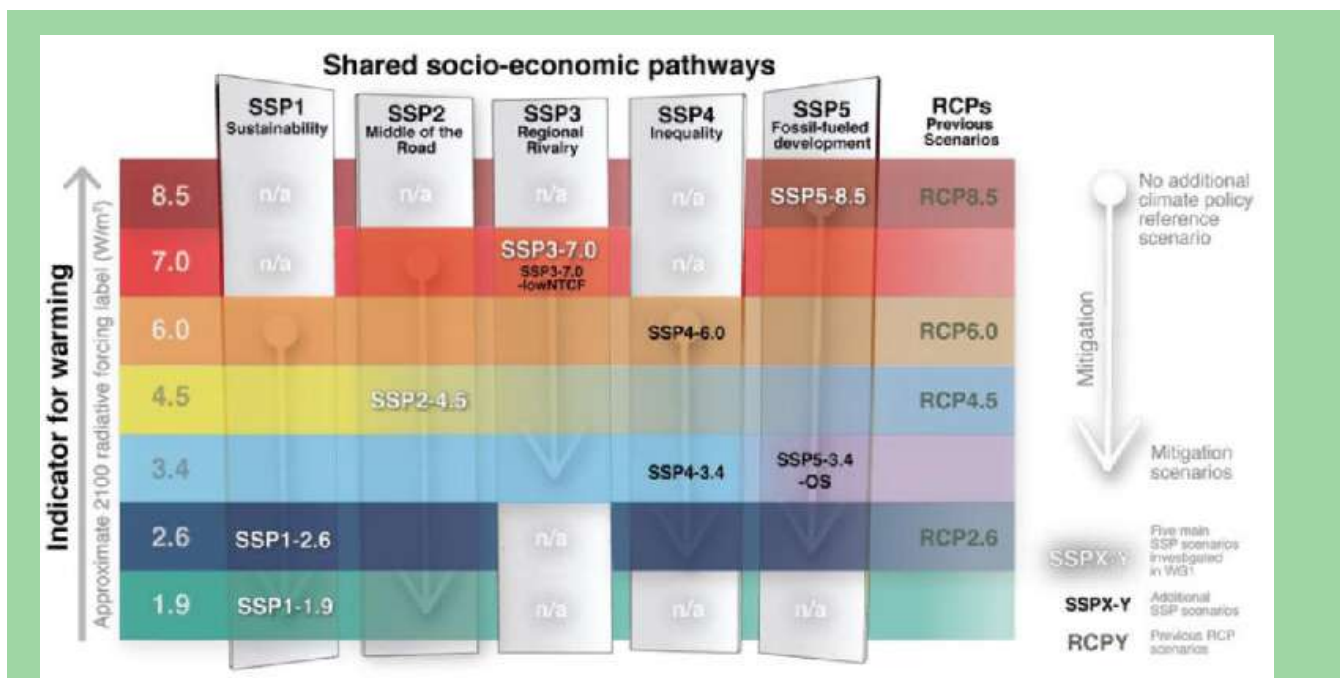 Shared socio-economic pathways
SSP1
Sustainability
SSP2
Middle of the
Road
SSP3
Regional
Rivalry
SSP4
Inequality
SSP5
Fossil-fueled
development
RCPs
Previous
Scenarios
Indicator for warming
Approximate 2100 radiative forcing label (W/m²)
8.5 n/a n/a n/a n/a SSP5-8.5 RCP8.5
7.0 n/a SSP3-7.0 n/a
SSP3-7.0
-lowNTCF
6.0 SSP4-6.0 RCP6.0
4.5 SSP2-4.5 RCP4.5
3.4 SSP4-3.4 SSP5-3.4
-OS
2.6 SSP1-2.6 n/a RCP2.6
1.9 SSP1-1.9 n/a n/a n/a
No additional
climate policy
reference
scenario
Mitigation
Mitigation
scenarios
SSPX-Y
Five main
SSP scenarios
investigated
in WG1
SSPX-Y
Additional
SSP scenarios
RCPY
Previous RCP
scenarios